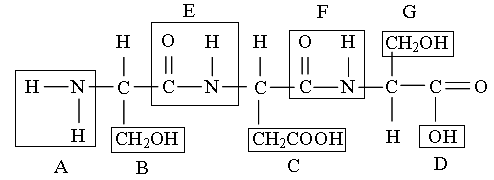 E F G
H O H H O H CH₂OH
H — N — C — C — N — C — C — N — C — C = O
H CH₂OH CH₂COOH H OH
A B C D